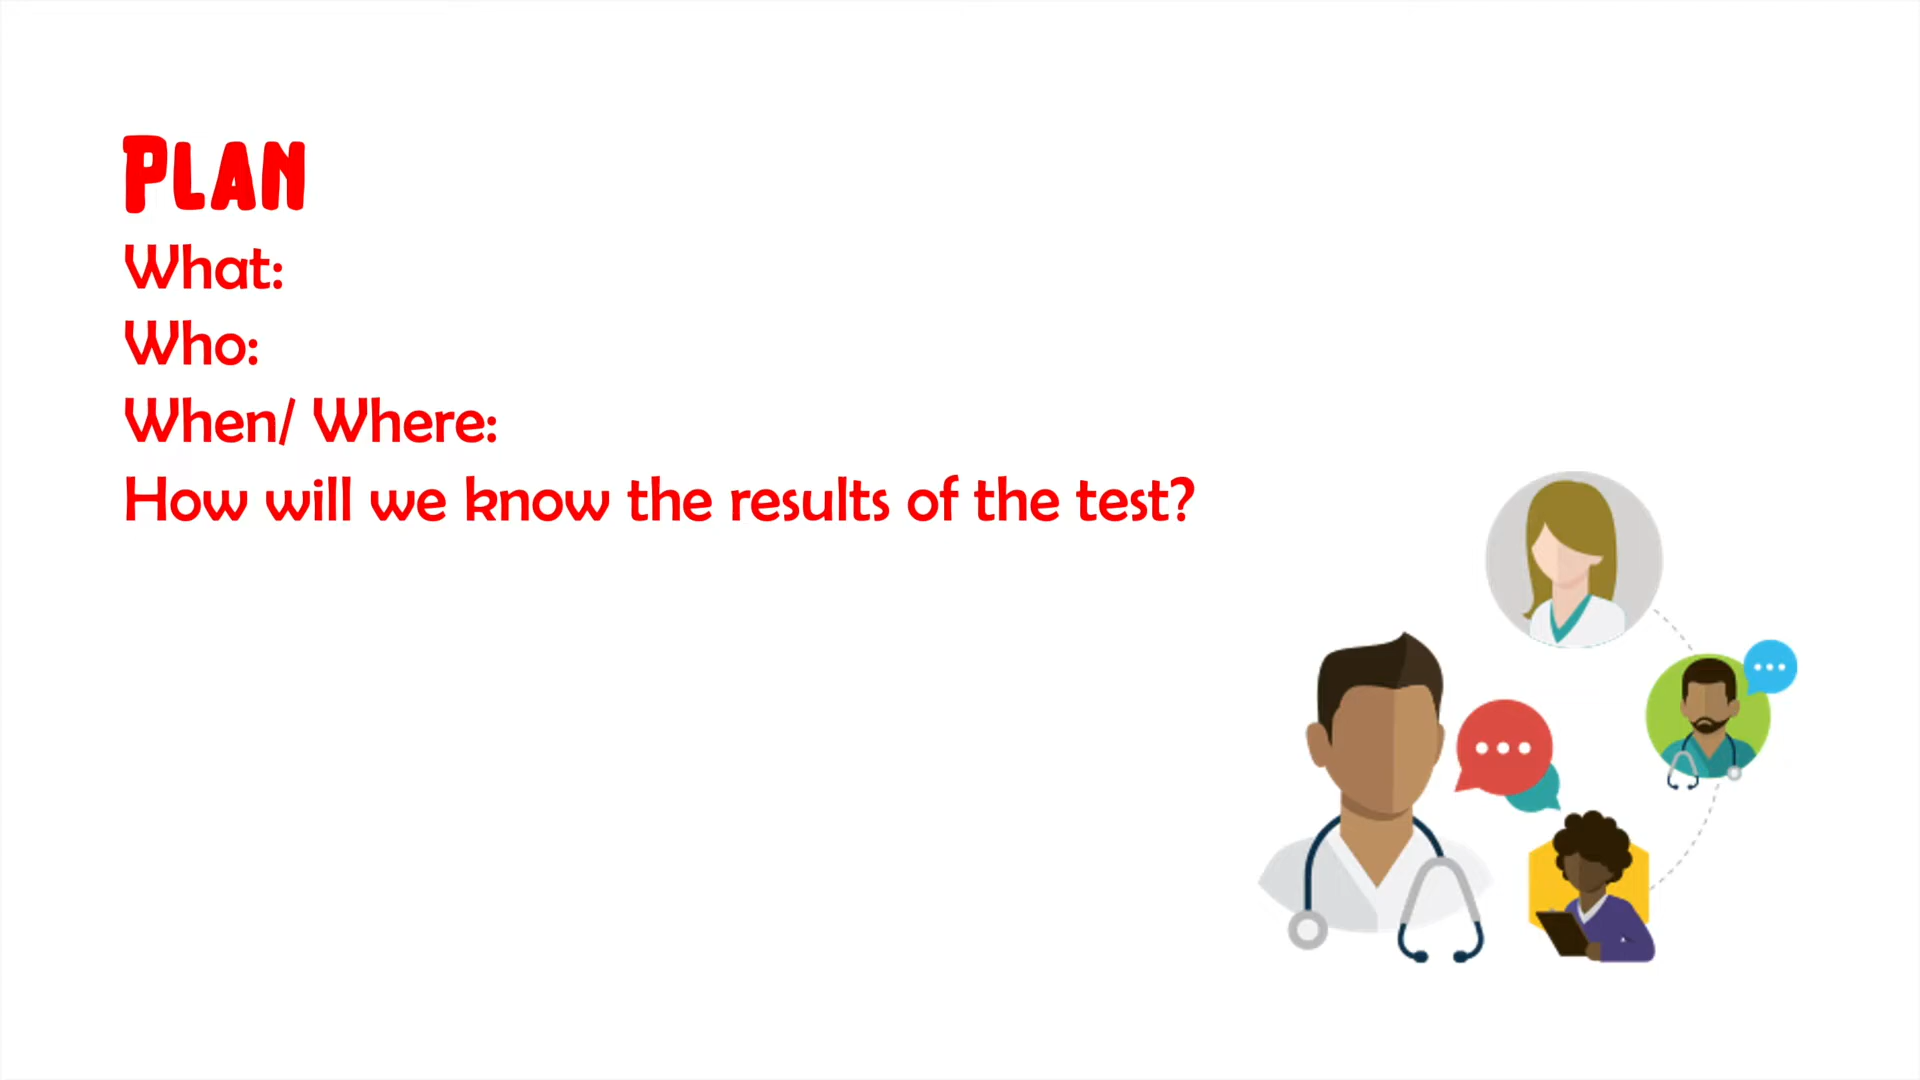 Plan
What:
Who:
When/ Where:
How will we know the results of the test?